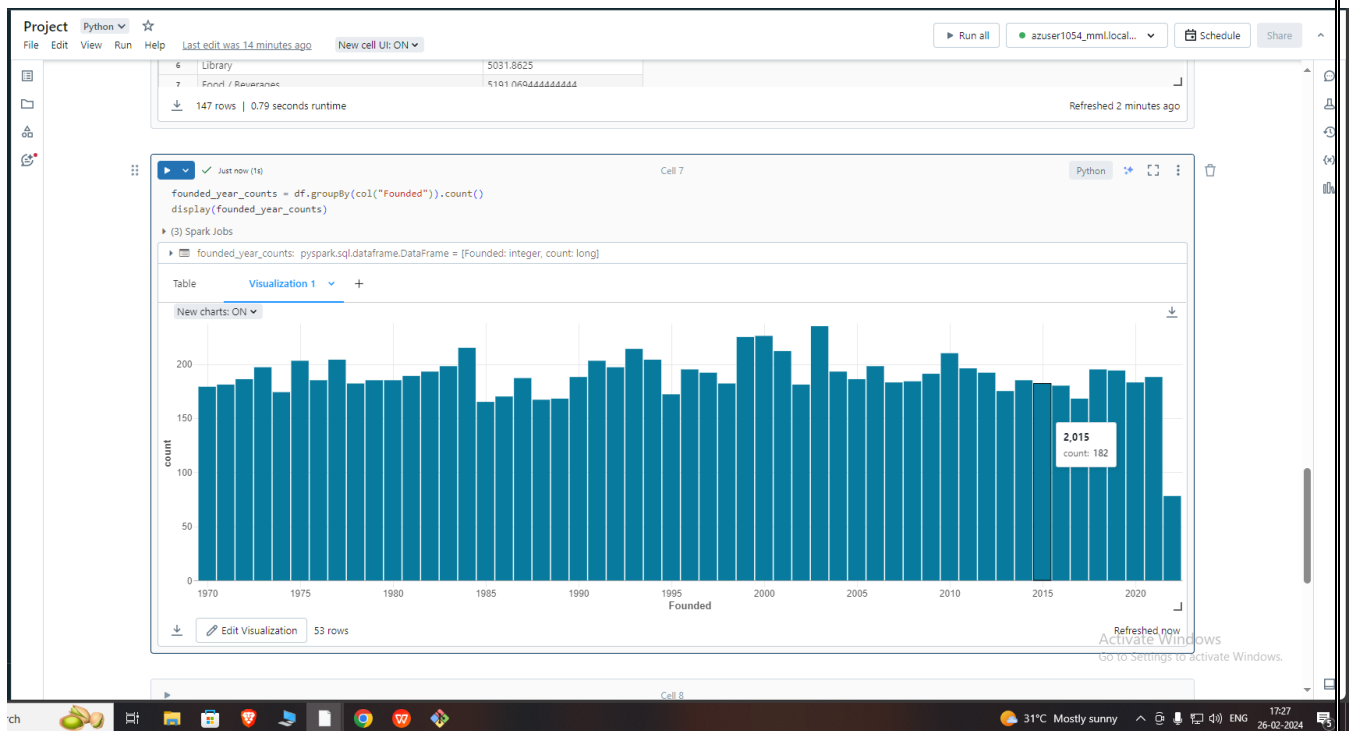 Project Python
File Edit View Run Help Last edit was 14 minutes ago New cell UI: ON
Run all azuser1054_mml.local... Schedule Share
6 Library 5031.8625
7 Food / Beverages 5191.069444444444
147 rows | 0.79 seconds runtime Refreshed 2 minutes ago
Just now (1s) Cell 7 Python
founded_year_counts = df.groupBy(col("Founded")).count()
display(founded_year_counts)
(3) Spark Jobs
founded_year_counts: pyspark.sql.dataframe.DataFrame = [Founded: integer, count: long]
Table Visualization 1 +
New charts: ON
200
150
100
50
0
count
2,015
count: 182
1970 1975 1980 1985 1990 1995 2000 2005 2010 2015 2020
Founded
Edit Visualization 53 rows Refreshed now
Activate Windows
Go to Settings to activate Windows.
Cell 8
rch 31°C Mostly sunny ENG 17:27
26-02-2024
5